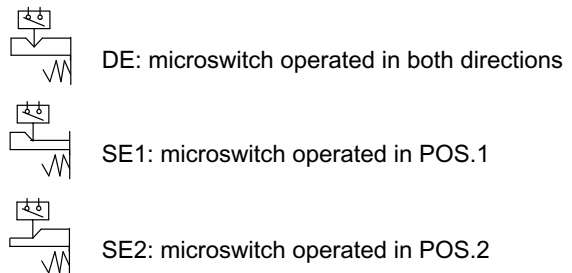 DE: microswitch operated in both directions
SE1: microswitch operated in POS.1
SE2: microswitch operated in POS.2